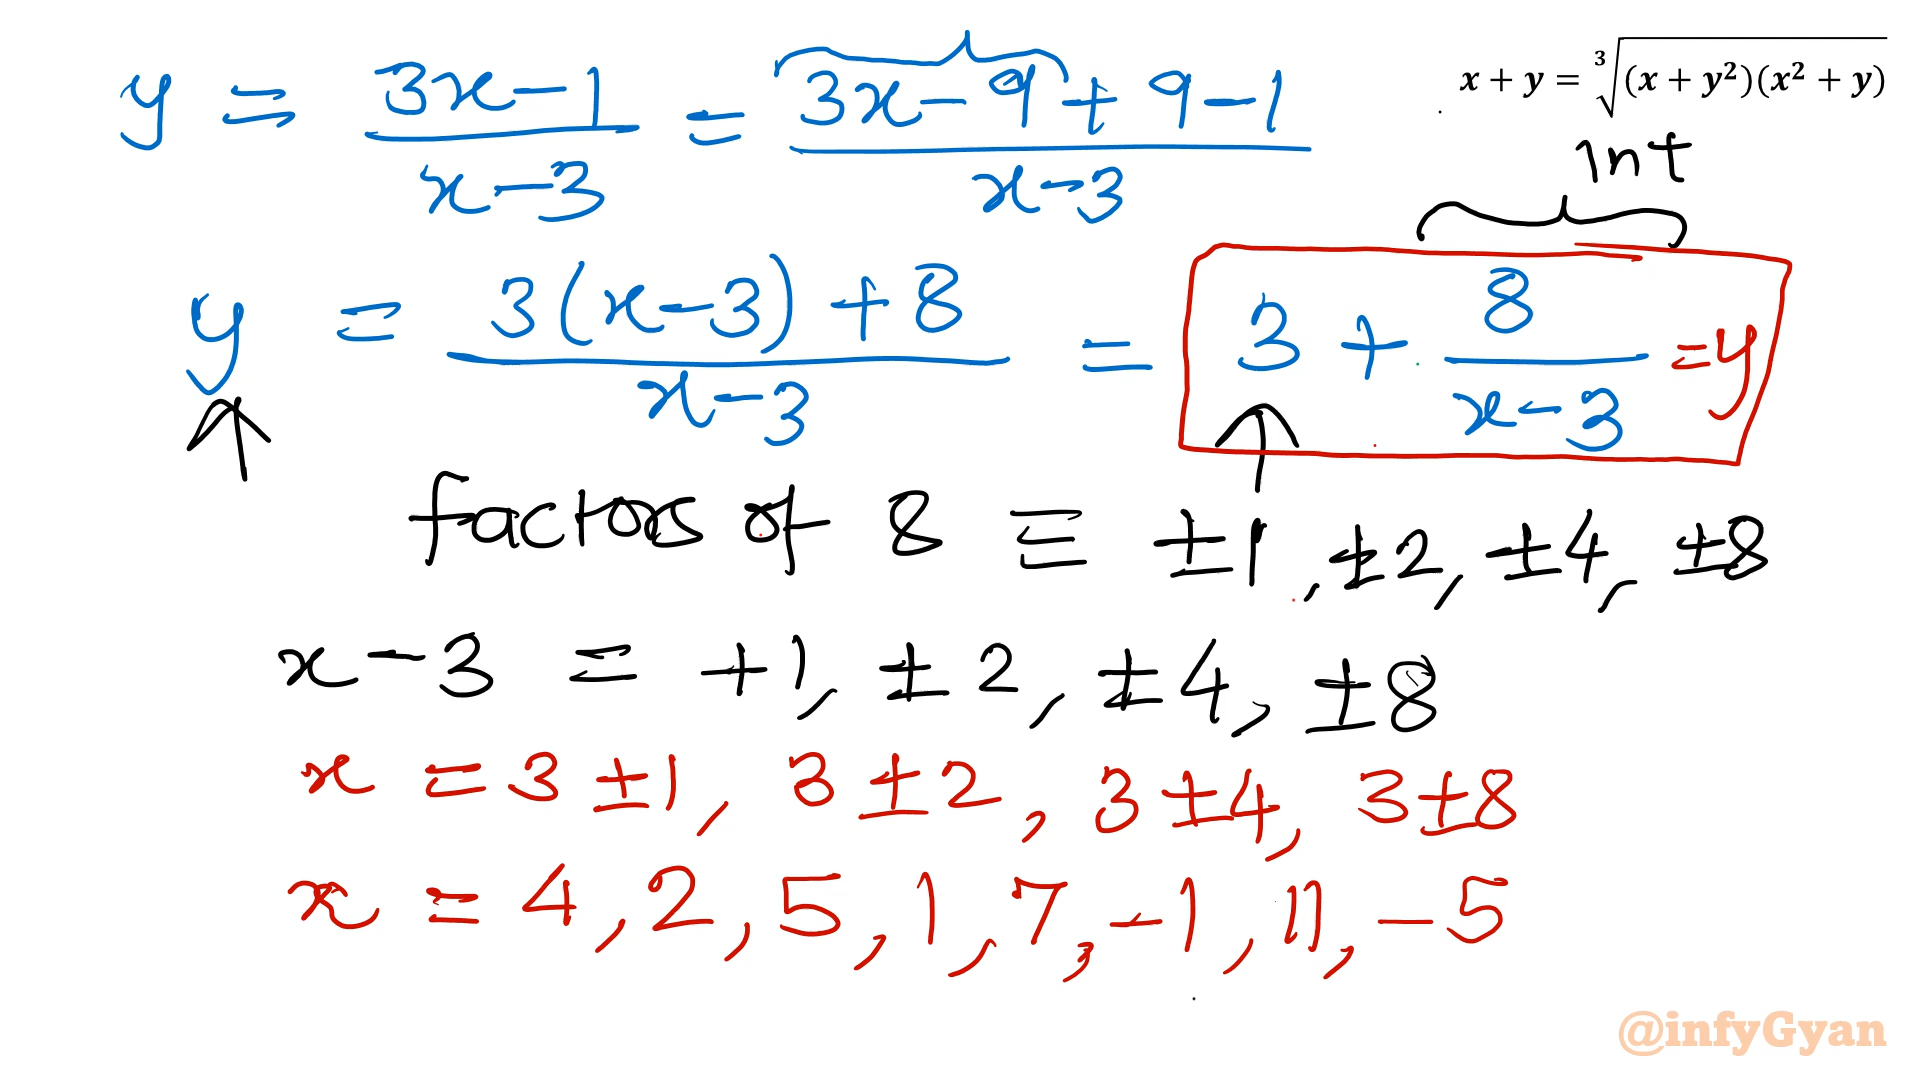 x + y = ∛((x + y²)(x² + y))
y = (3x-1)/(x-3) = (3x-9+9-1)/(x-3)
int
y = (3(x-3)+8)/(x-3) = 3 + 8/(x-3) = y
factors of 8 ≡ ±1, ±2, ±4, ±8
x-3 = +1, ±2, ±4, ±8
x = 3±1, 3±2, 3±4, 3±8
x = 4, 2, 5, 1, 7, -1, 11, -5
@infyGyan